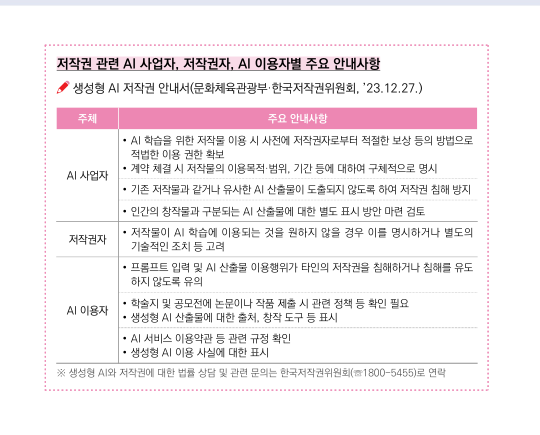 저작권 관련 AI 사업자, 저작권자, AI 이용자별 주요 안내사항
생성형 AI 저작권 안내서(문화체육관광부·한국저작권위원회, ’23.12.27.)
주체 주요 안내사항
AI 사업자
• AI 학습을 위한 저작물 이용 시 사전에 저작권자로부터 적절한 보상 등의 방법으로
적법한 이용 권한 확보
• 계약 체결 시 저작물의 이용목적·범위, 기간 등에 대하여 구체적으로 명시
• 기존 저작물과 같거나 유사한 AI 산출물이 도출되지 않도록 하여 저작권 침해 방지
• 인간의 창작물과 구분되는 AI 산출물에 대한 별도 표시 방안 마련 검토
저작권자
• 저작물이 AI 학습에 이용되는 것을 원하지 않을 경우 이를 명시하거나 별도의
기술적인 조치 등 고려
AI 이용자
• 프롬프트 입력 및 AI 산출물 이용행위가 타인의 저작권을 침해하거나 침해를 유도
하지 않도록 유의
• 학술지 및 공모전에 논문이나 작품 제출 시 관련 정책 등 확인 필요
• 생성형 AI 산출물에 대한 출처, 창작 도구 등 표시
• AI 서비스 이용약관 등 관련 규정 확인
• 생성형 AI 이용 사실에 대한 표시
※ 생성형 AI와 저작권에 대한 법률 상담 및 관련 문의는 한국저작권위원회(☏1800-5455)로 연락